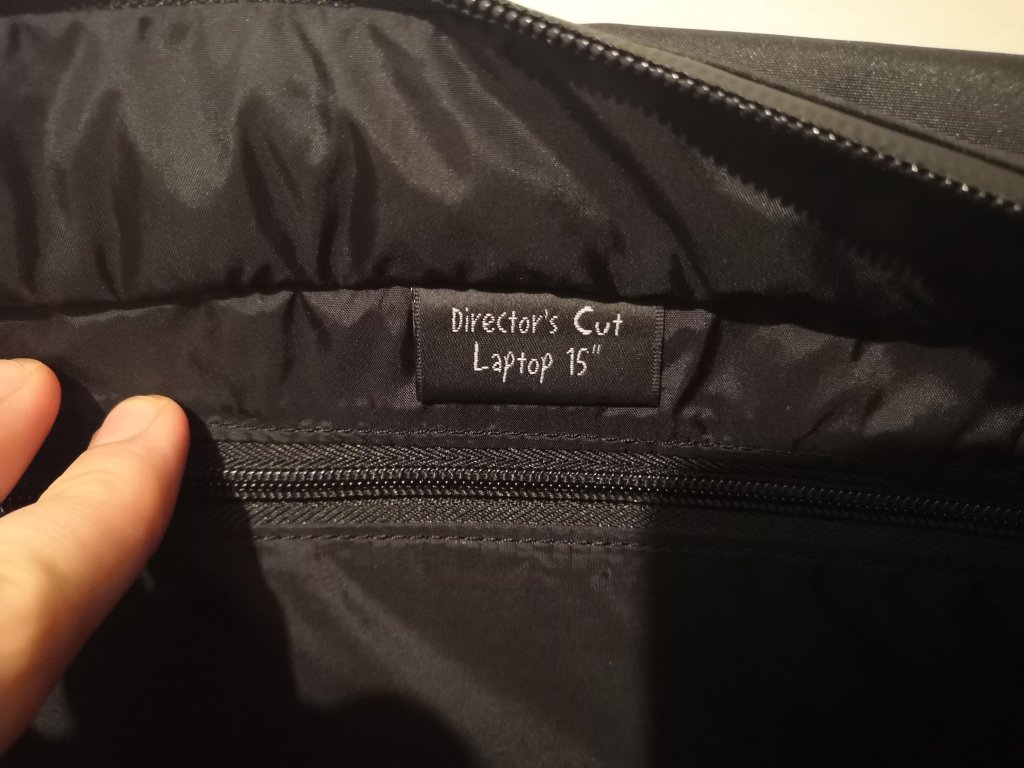 Director's Cut
Laptop 15"